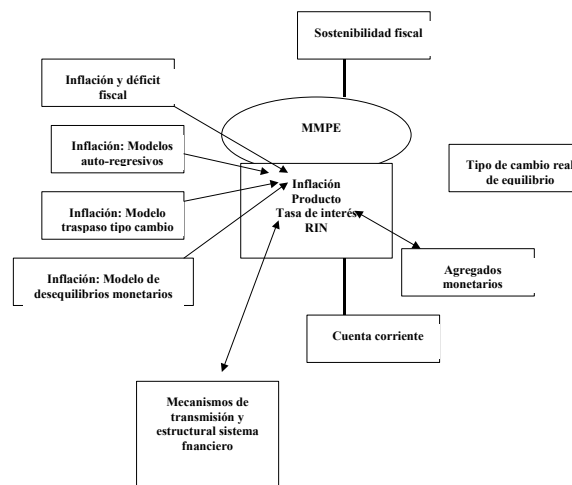 Sostenibilidad fiscal
Inflación y déficit
fiscal
MMPE
Inflación: Modelos
auto-regresivos
Tipo de cambio real
de equilibrio
Inflación
Producto
Tasa de interés
RIN
Inflación: Modelo
traspaso tipo cambio
Inflación: Modelo de
desequilibrios monetarios
Agregados
monetarios
Cuenta corriente
Mecanismos de
transmisión y
estructural sistema
fnanciero